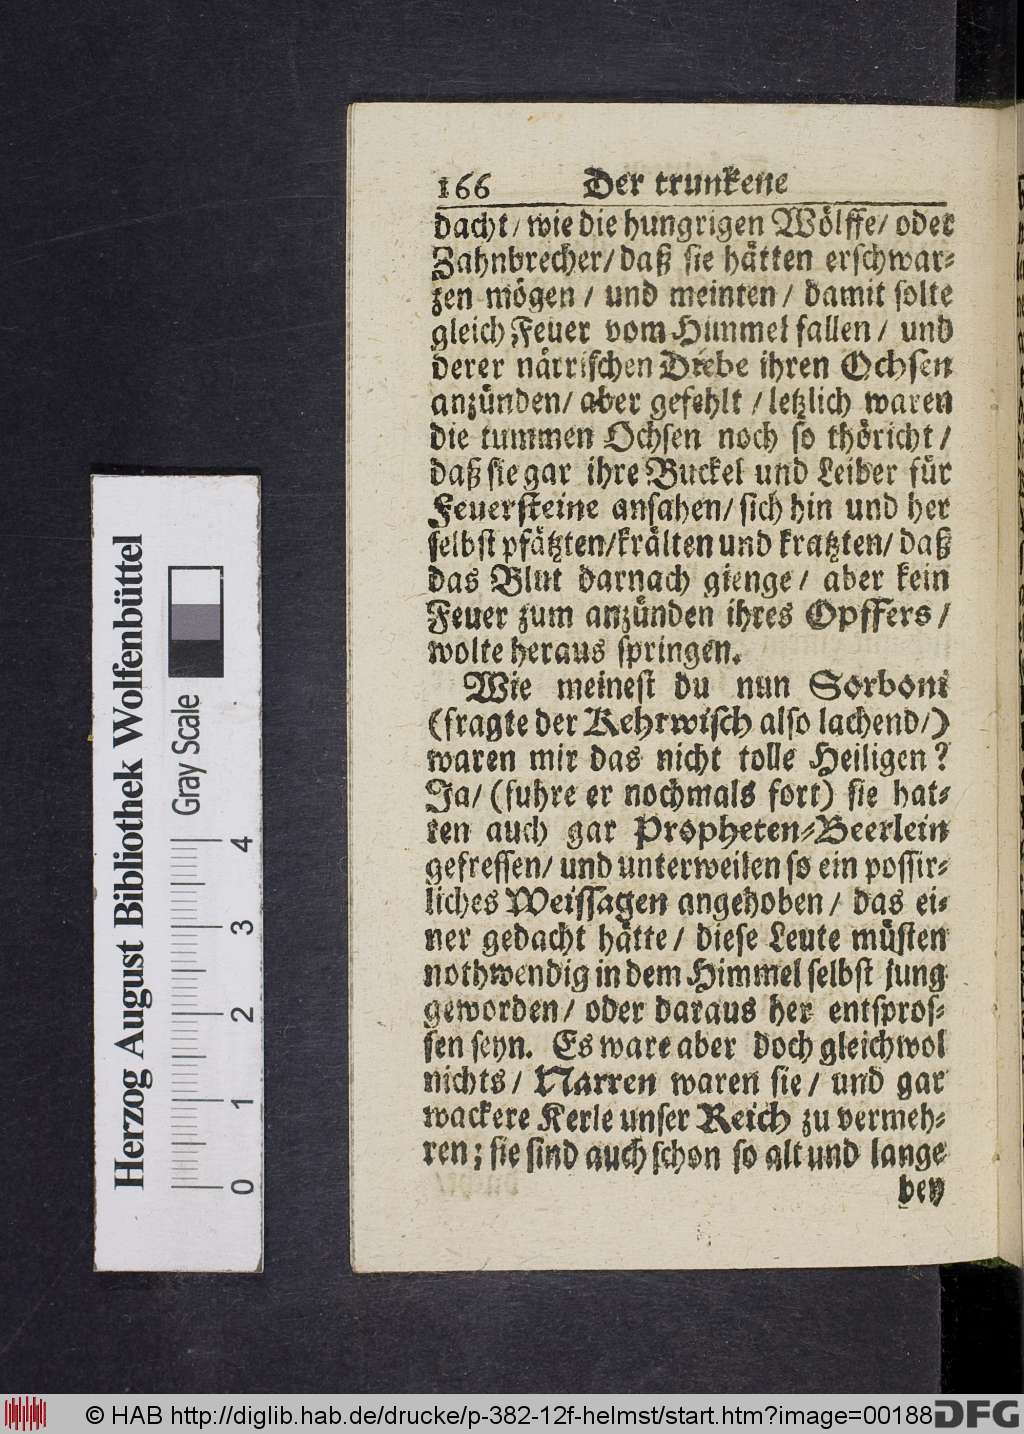 166 Der trunkene
dacht/ wie die hungrigen Wölffe/ oder
Zahnbrecher/ daß sie hätten erschwar-
zen mögen / und meinten / damit solte
gleich Feuer vom Himmel fallen / und
derer närrischen Diebe ihren Ochsen
anzünden/ aber gefehlt / letzlich waren
die tummen Ochsen noch so thöricht /
daß sie gar ihre Buckel und Leiber für
Feuersteine ansahen/ sich hin und her
selbst pfätzten/krälten und kratzten/ daß
das Blut darnach gienge / aber kein
Feuer zum anzünden ihres Opffers /
wolte heraus springen.
Wie meinest du nun Sorboni
(fragte der Kehrwisch also lachend/)
waren mir das nicht tolle Heiligen?
Ja/ (fuhre er nochmals fort) sie hat-
ten auch gar Propheten-Beerlein
gefressen/ und unterweilen so ein possir-
liches Weissagen angehoben / das ei-
ner gedacht hätte / diese Leute müsten
nothwendig in dem Himmel selbst jung
geworden / oder daraus her entspros-
sen seyn. Es ware aber doch gleichwol
nichts / Narren waren sie / und gar
wackere Kerle unser Reich zu vermeh-
ren; sie sind auch schon so alt und lange
bey
Herzog August Bibliothek Wolfenbüttel
Gray Scale
0 1 2 3 4
© HAB http://diglib.hab.de/drucke/p-382-12f-helmst/start.htm?image=00188
DFG